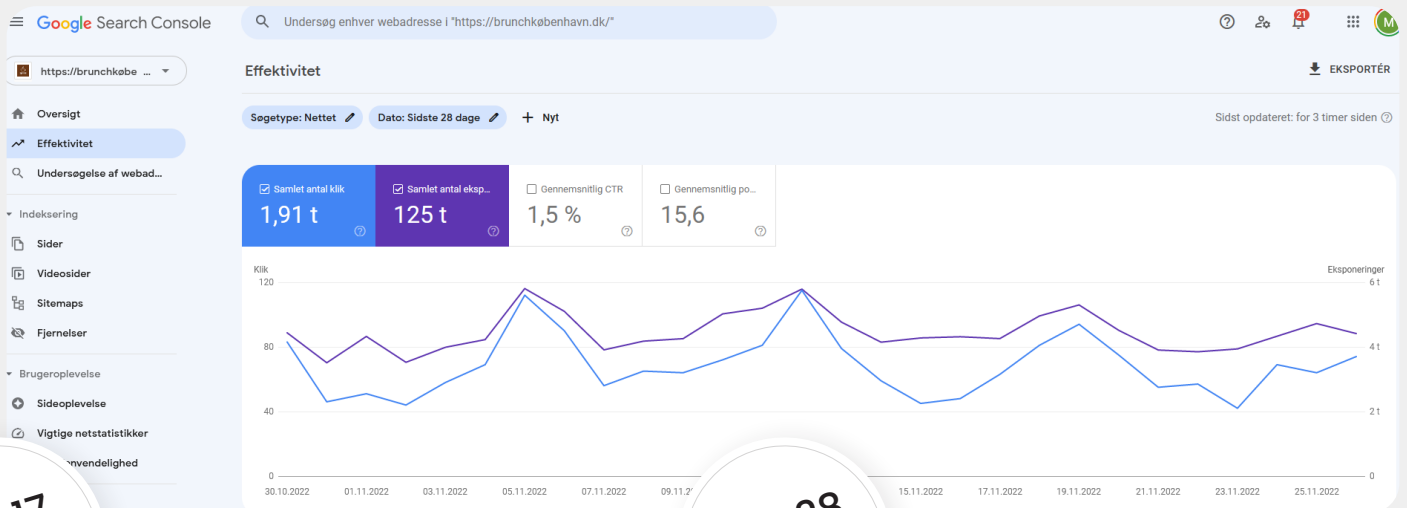 Google Search Console
Undersøg enhver webadresse i "https://brunchkøbenhavn.dk/"
21
M
https://brunchkøbe ...
Effektivitet
EKSPORTÉR
Oversigt
Effektivitet
Undersøgelse af webad...
Søgetype: Nettet
Dato: Sidste 28 dage
Nyt
Sidst opdateret: for 3 timer siden
Indeksering
Sider
Videosider
Sitemaps
Fjernelser
Brugeroplevelse
Sideoplevelse
Vigtige netstatistikker
nvendelighed
Samlet antal klik
1,91 t
Samlet antal eksp...
125 t
Gennemsnitlig CTR
1,5 %
Gennemsnitlig po...
15,6
Klik
Eksponeringer
120
6 t
80
4 t
40
2 t
0
0
30.10.2022
01.11.2022
03.11.2022
05.11.2022
07.11.2022
09.11.2
15.11.2022
17.11.2022
19.11.2022
21.11.2022
23.11.2022
25.11.2022